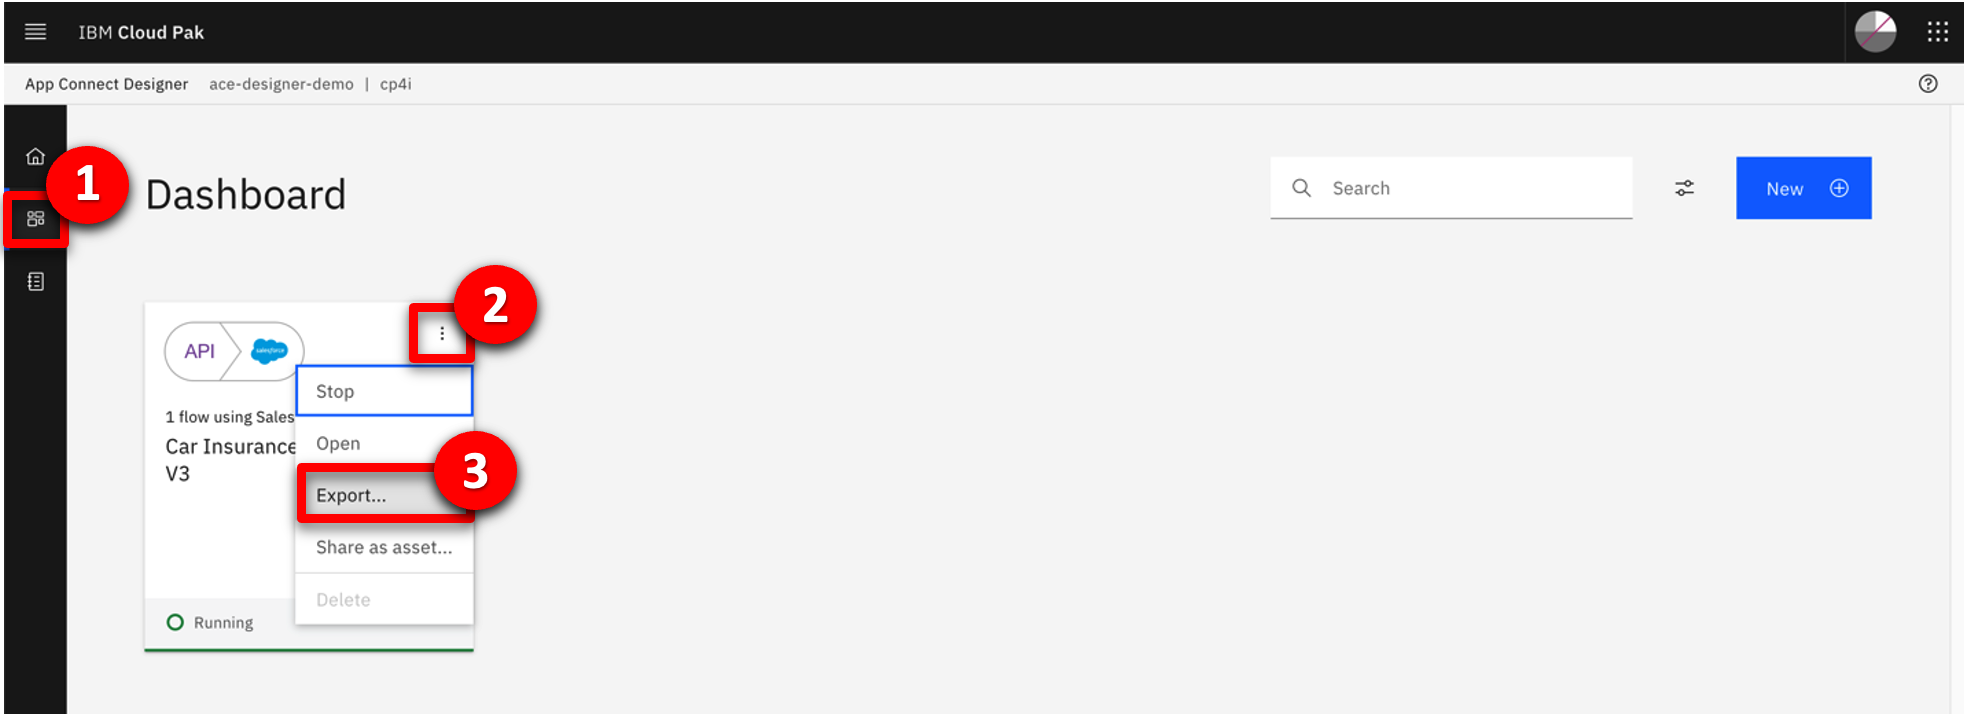 IBM Cloud Pak
App Connect Designer ace-designer-demo | cp4i
1
Dashboard
Search
New
2
API
salesforce
Stop
1 flow using Sales
Open
Car Insurance
V3
3
Export...
Share as asset...
Delete
Running